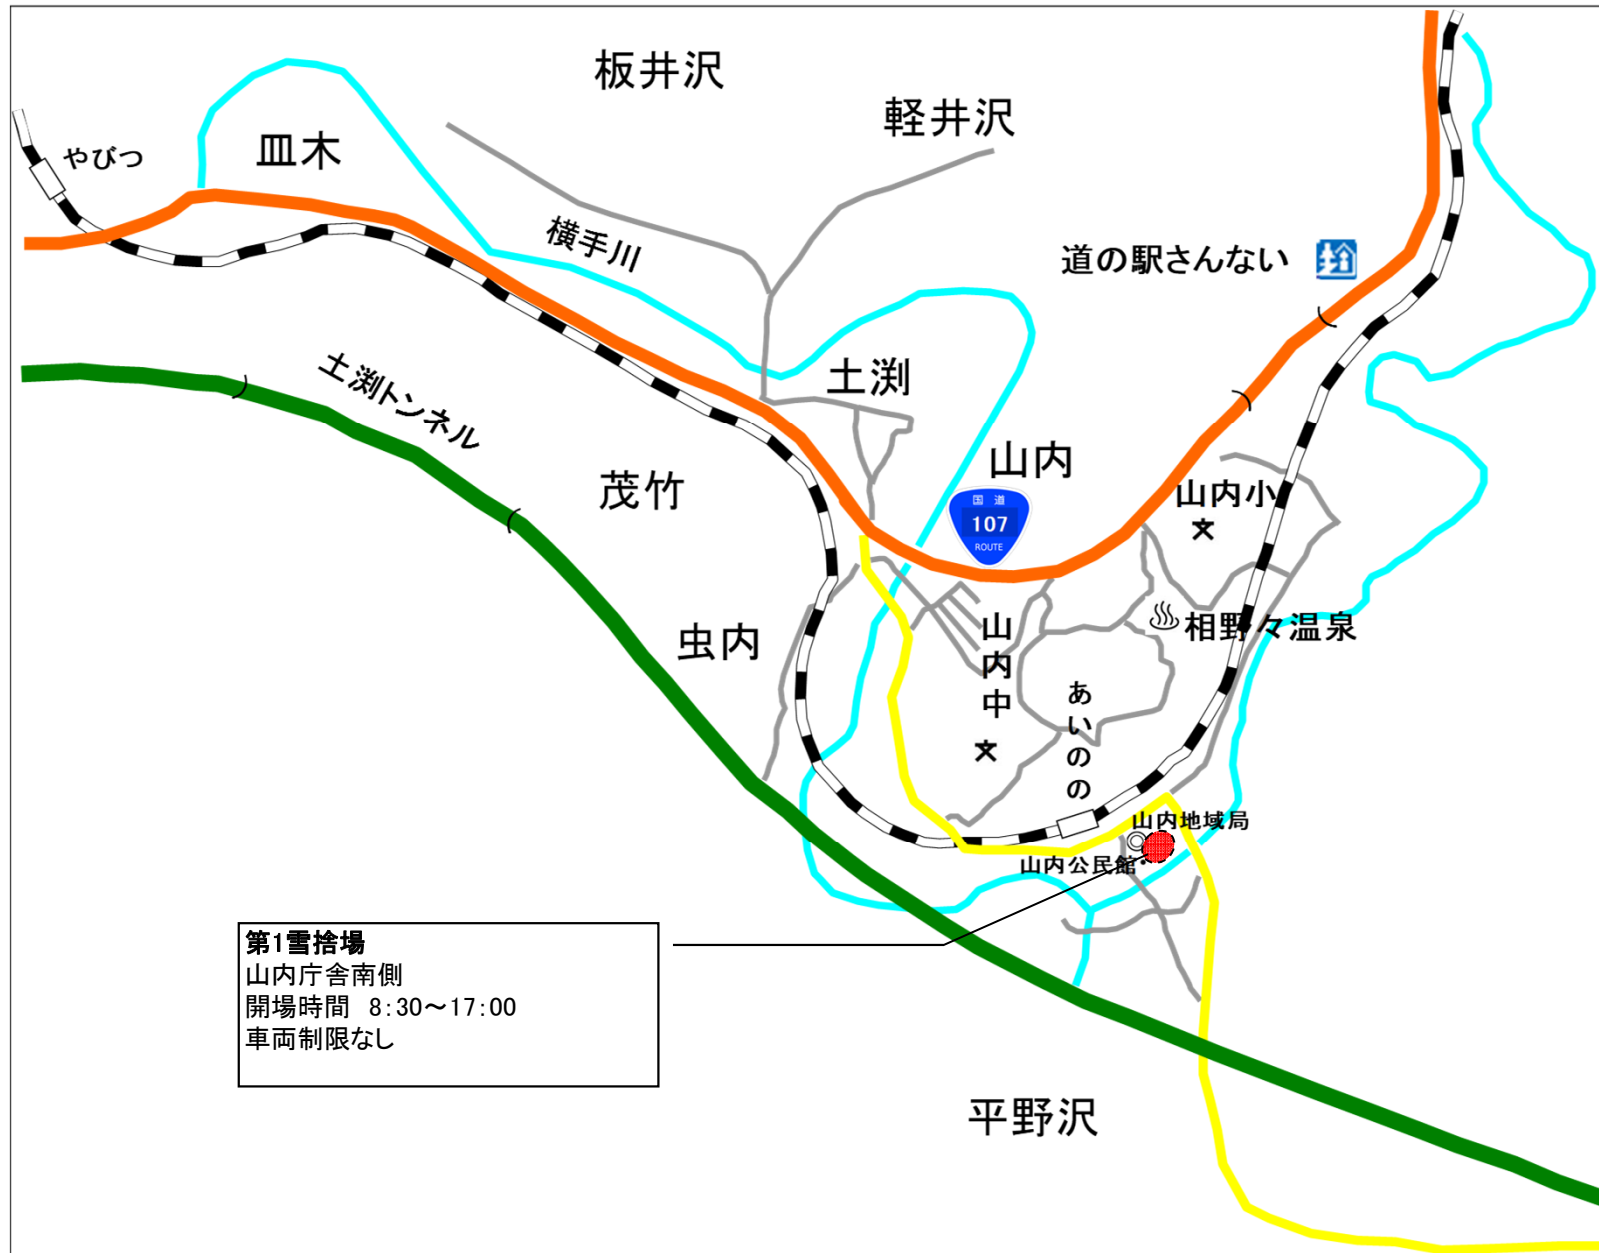 板井沢
軽井沢
やびつ
皿木
横手川
道の駅さんない
土渕トンネル
土渕
茂竹
山内
国道
107
ROUTE
山内小
虫内
山内中
相野々温泉
あいのの
山内地域局
山内公民館
第1雪捨場
山内庁舎南側
開場時間 8:30～17:00
車両制限なし
平野沢